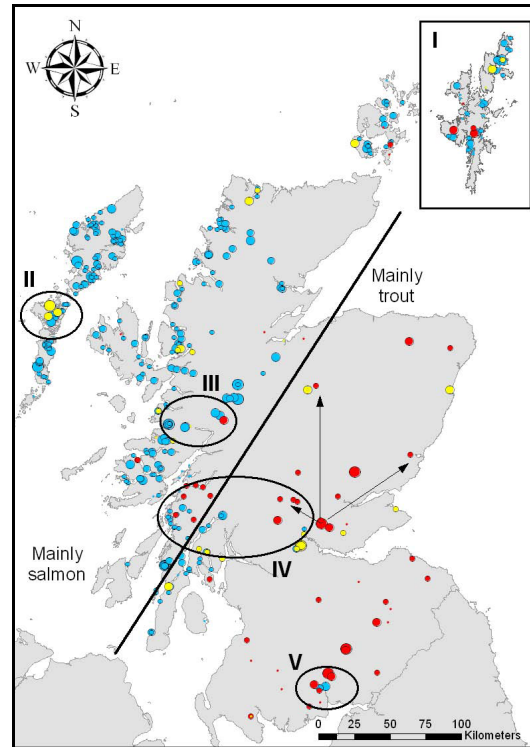 N
W E
S
I
II
Mainly
trout
III
Mainly
salmon
IV
V
0 25 50 75 100
Kilometers